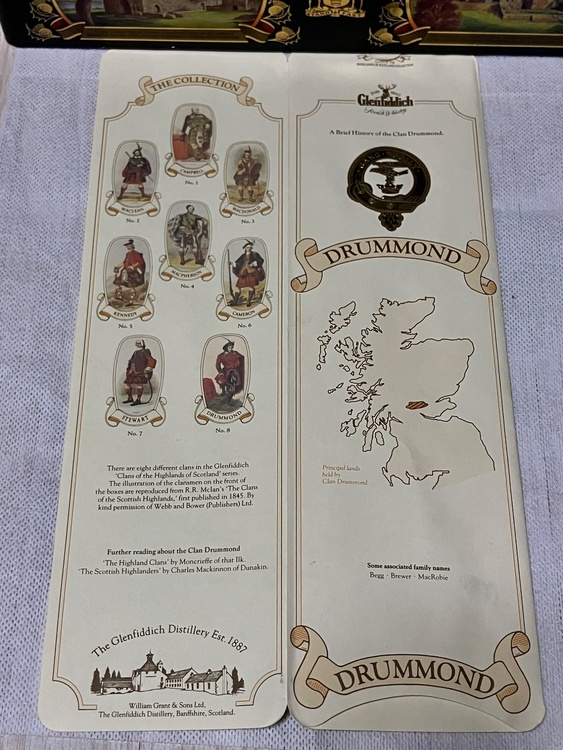 THE COLLECTION
CAMPBELL
No. 1
MACLEAN
No. 2
MACDONALD
No. 3
MACPHERSON
No. 4
KENNEDY
No. 5
CAMERON
No. 6
STEWART
No. 7
DRUMMOND
No. 8
There are eight different clans in the Glenfiddich
'Clans of the Highlands of Scotland' series.
The illustration of the clansmen on the front of
the boxes are reproduced from R.R. McIan's 'The Clans
of the Scottish Highlands,' first published in 1845. By
kind permission of Webb and Bower (Publishers) Ltd.
Further reading about the Clan Drummond
'The Highland Clans' by Moncrieffe of that Ilk.
'The Scottish Highlanders' by Charles Mackinnon of Dunakin.
The Glenfiddich Distillery Est. 1887
William Grant & Sons Ltd,
The Glenfiddich Distillery, Banffshire, Scotland.
Glenfiddich
A Brief History of the Clan Drummond.
DRUMMOND
Principal lands
held by
Clan Drummond
Some associated family names
Begg · Brewer · MacRobie
DRUMMOND